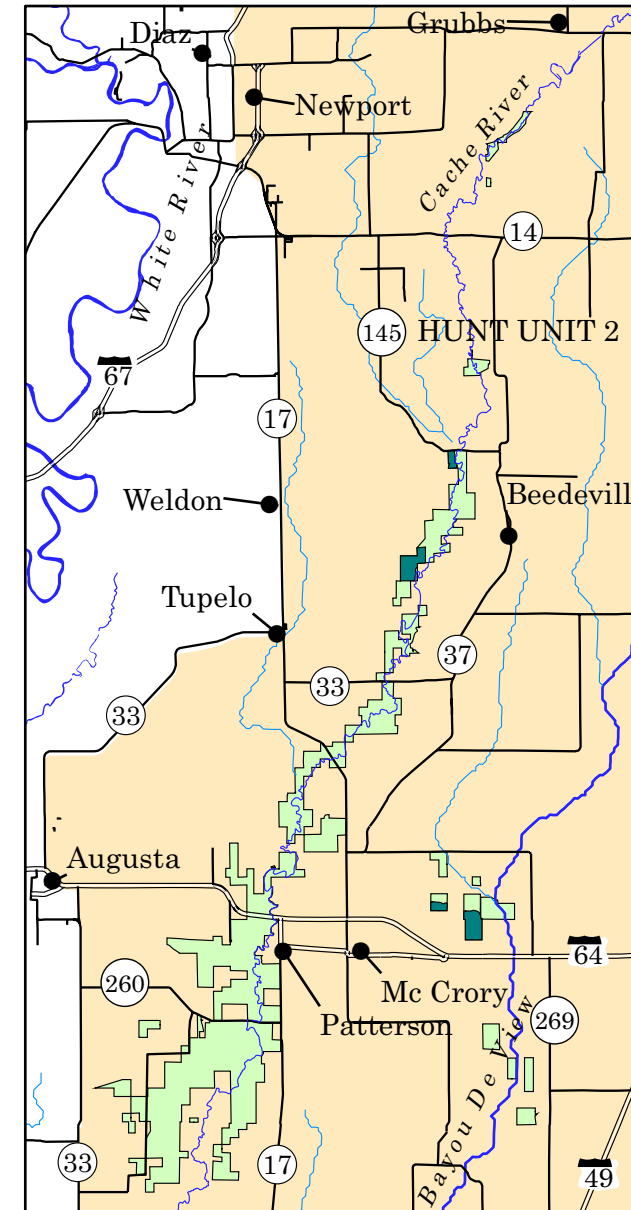 Grubbs
Diaz
Newport
Cache River
White River
14
145
HUNT UNIT 2
67
17
Weldon
Beedevill
Tupelo
37
33
33
Augusta
64
Mc Crory
260
Patterson
269
Bayou De View
33
17
49